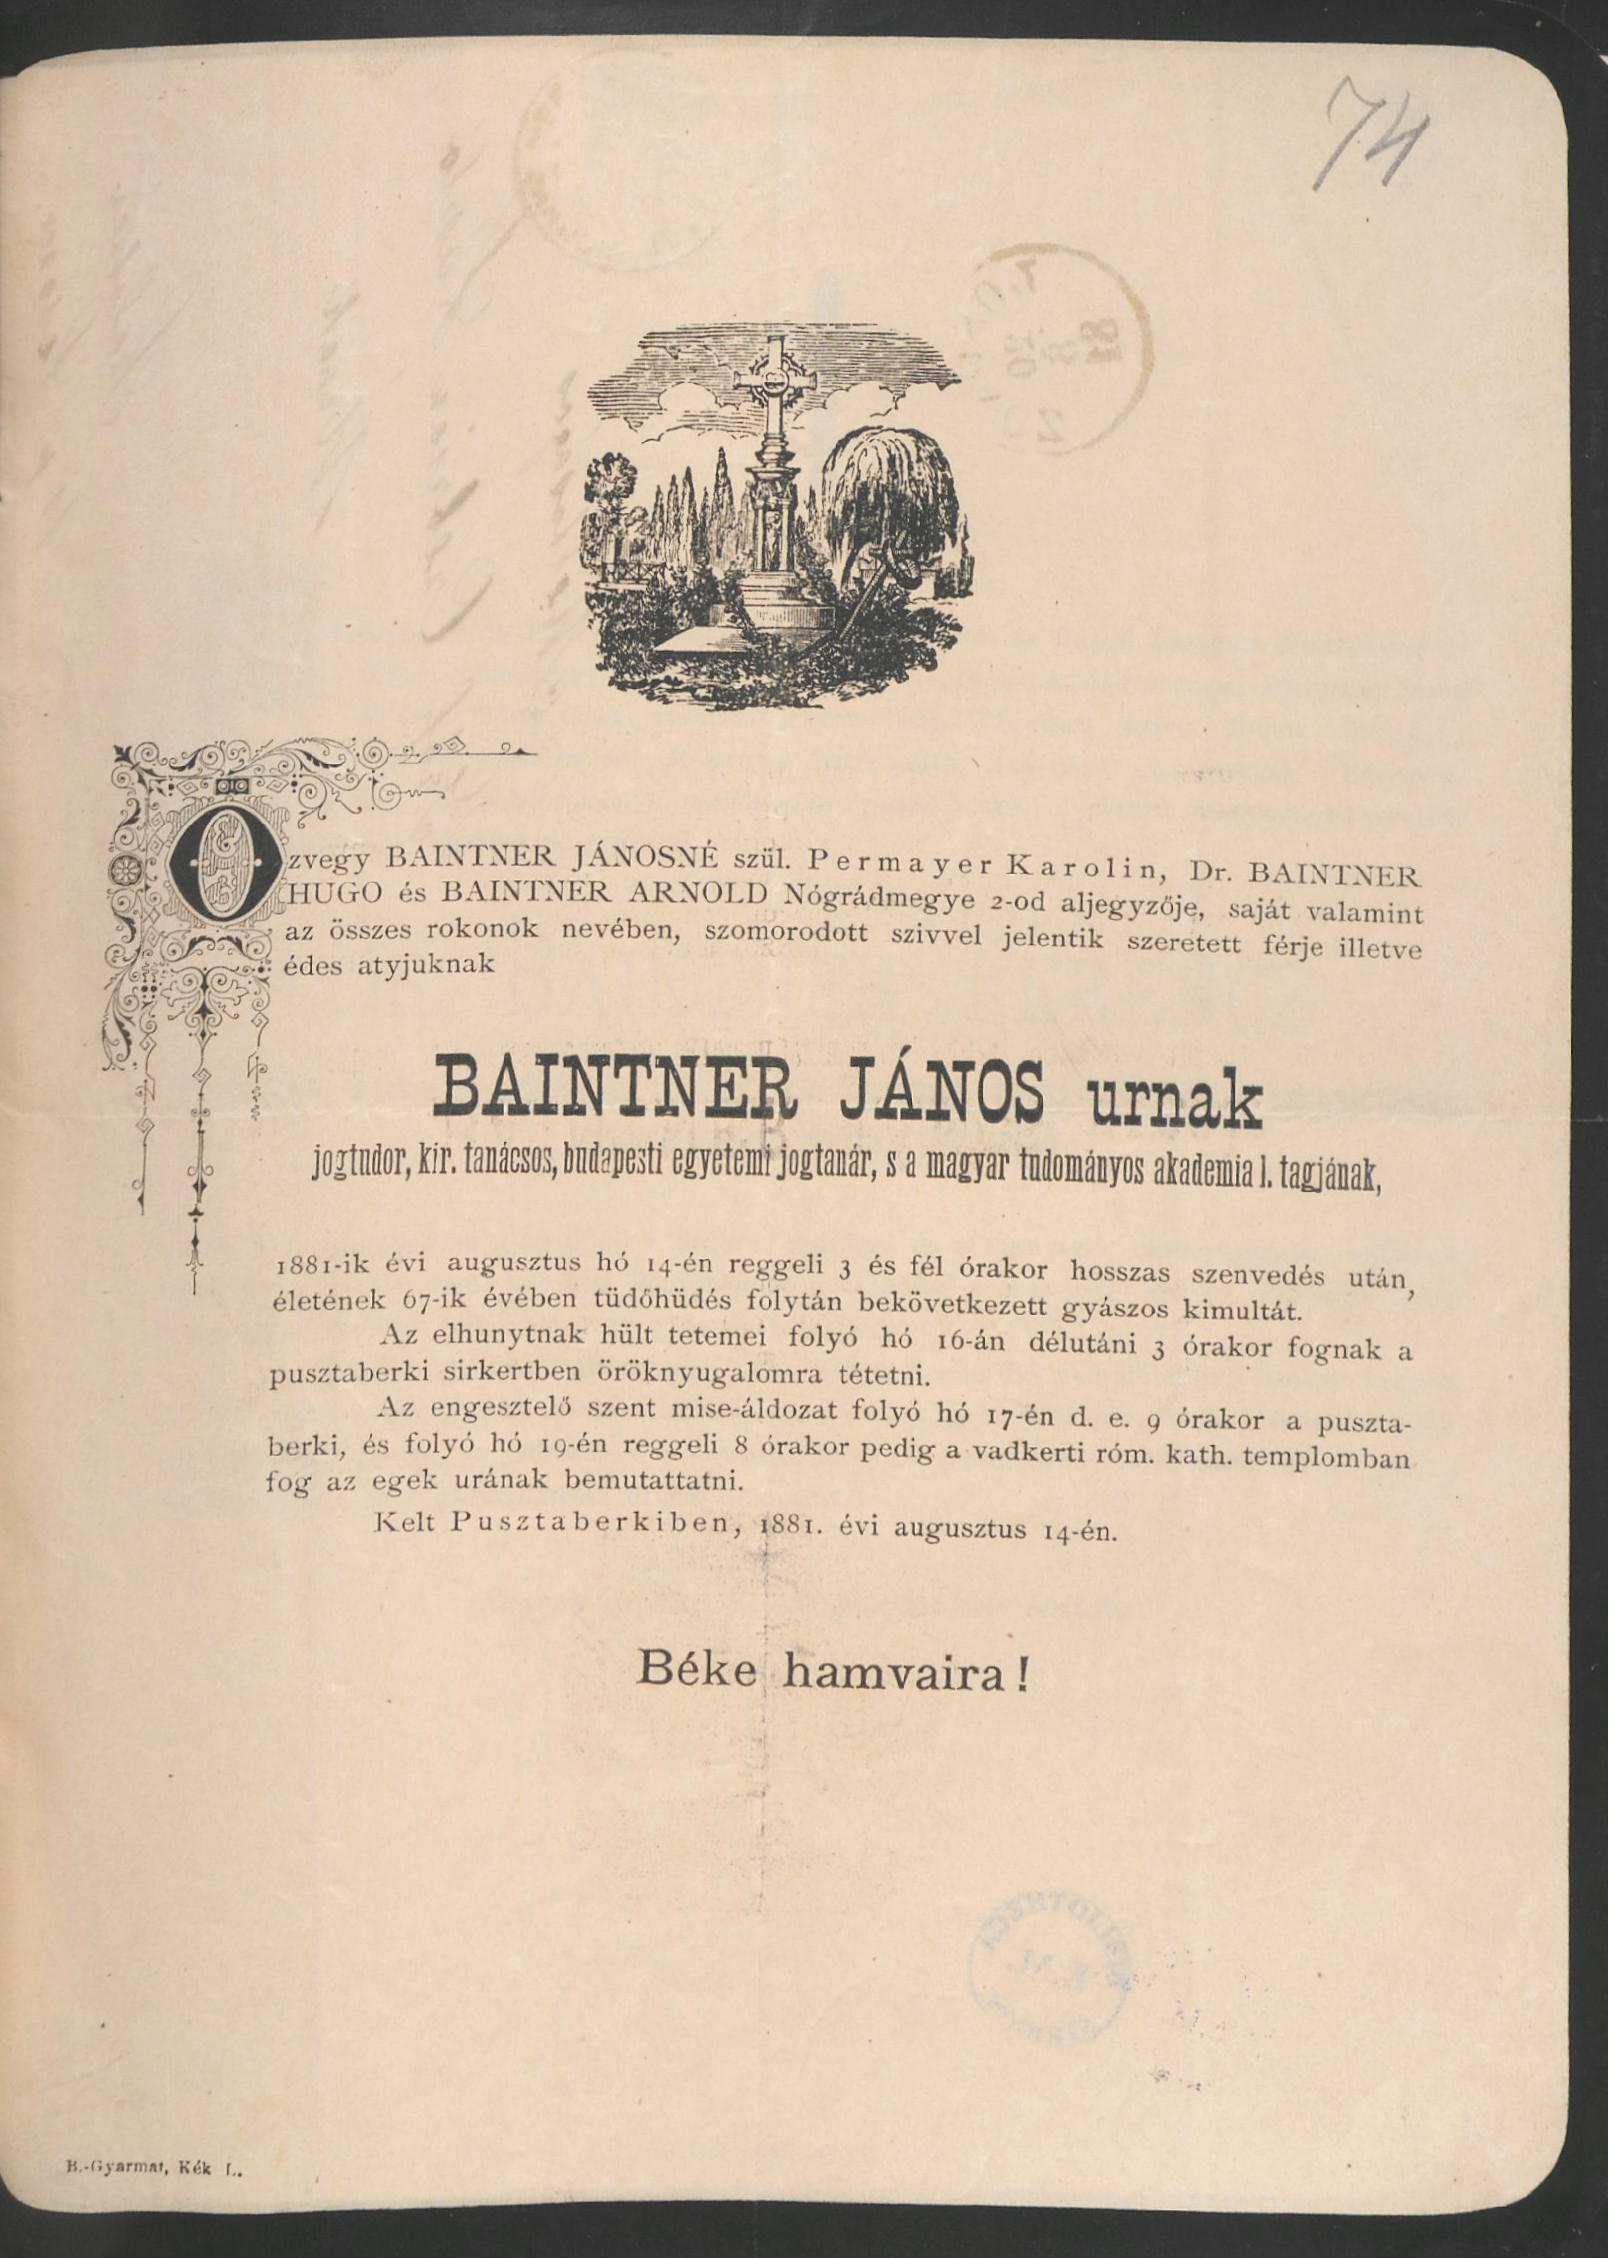 74
Ozvegy BAINTNER JÁNOSNÉ szül. Permayer Karolin, Dr. BAINTNER
HUGO és BAINTNER ARNOLD Nógrádmegye 2-od aljegyzője, saját valamint
az összes rokonok nevében, szomorodott szivvel jelentik szeretett férje illetve
édes atyjuknak
BAINTNER JÁNOS urnak
jogtudor, kir. tanácsos, budapesti egyetemi jogtanár, s a magyar tudományos akademia l. tagjának,
1881-ik évi augusztus hó 14-én reggeli 3 és fél órakor hosszas szenvedés után,
életének 67-ik évében tüdőhüdés folytán bekövetkezett gyászos kimultát.
Az elhunytnak hült tetemei folyó hó 16-án délutáni 3 órakor fognak a
pusztaberki sirkertben öröknyugalomra tétetni.
Az engesztelő szent mise-áldozat folyó hó 17-én d. e. 9 órakor a puszta-
berki, és folyó hó 19-én reggeli 8 órakor pedig a vadkerti róm. kath. templomban
fog az egek urának bemutattatni.
Kelt Pusztaberkiben, 1881. évi augusztus 14-én.
Béke hamvaira!
B.-Gyarmat, Kék L.